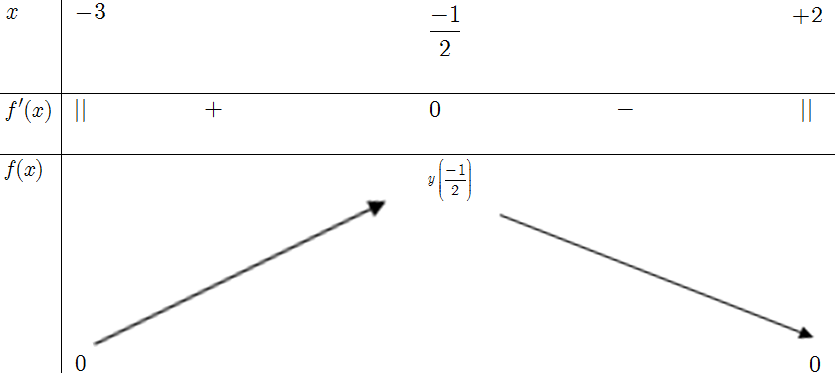 x −3 −1/2 +2
f′(x) || + 0 − ||
f(x) y(−1/2)
0 0